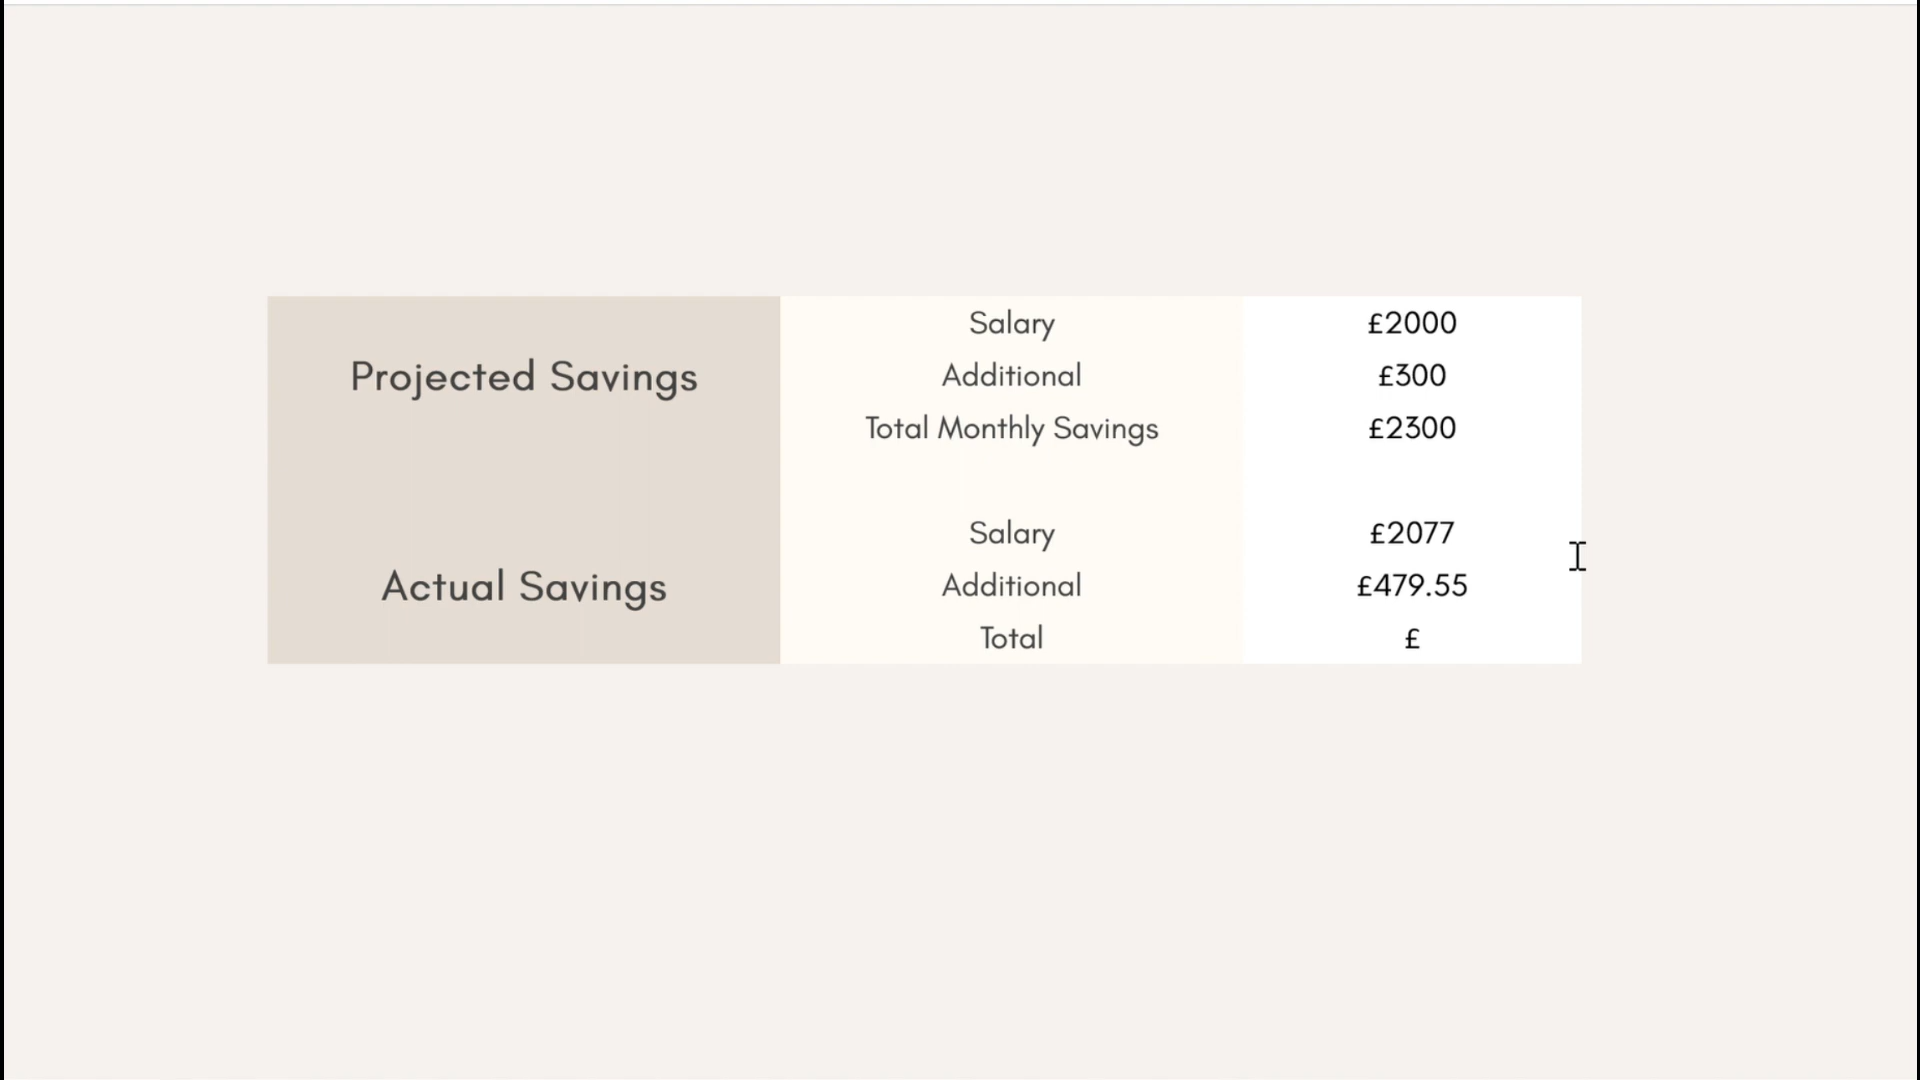 Projected Savings
Salary £2000
Additional £300
Total Monthly Savings £2300
Actual Savings
Salary £2077
Additional £479.55
Total £